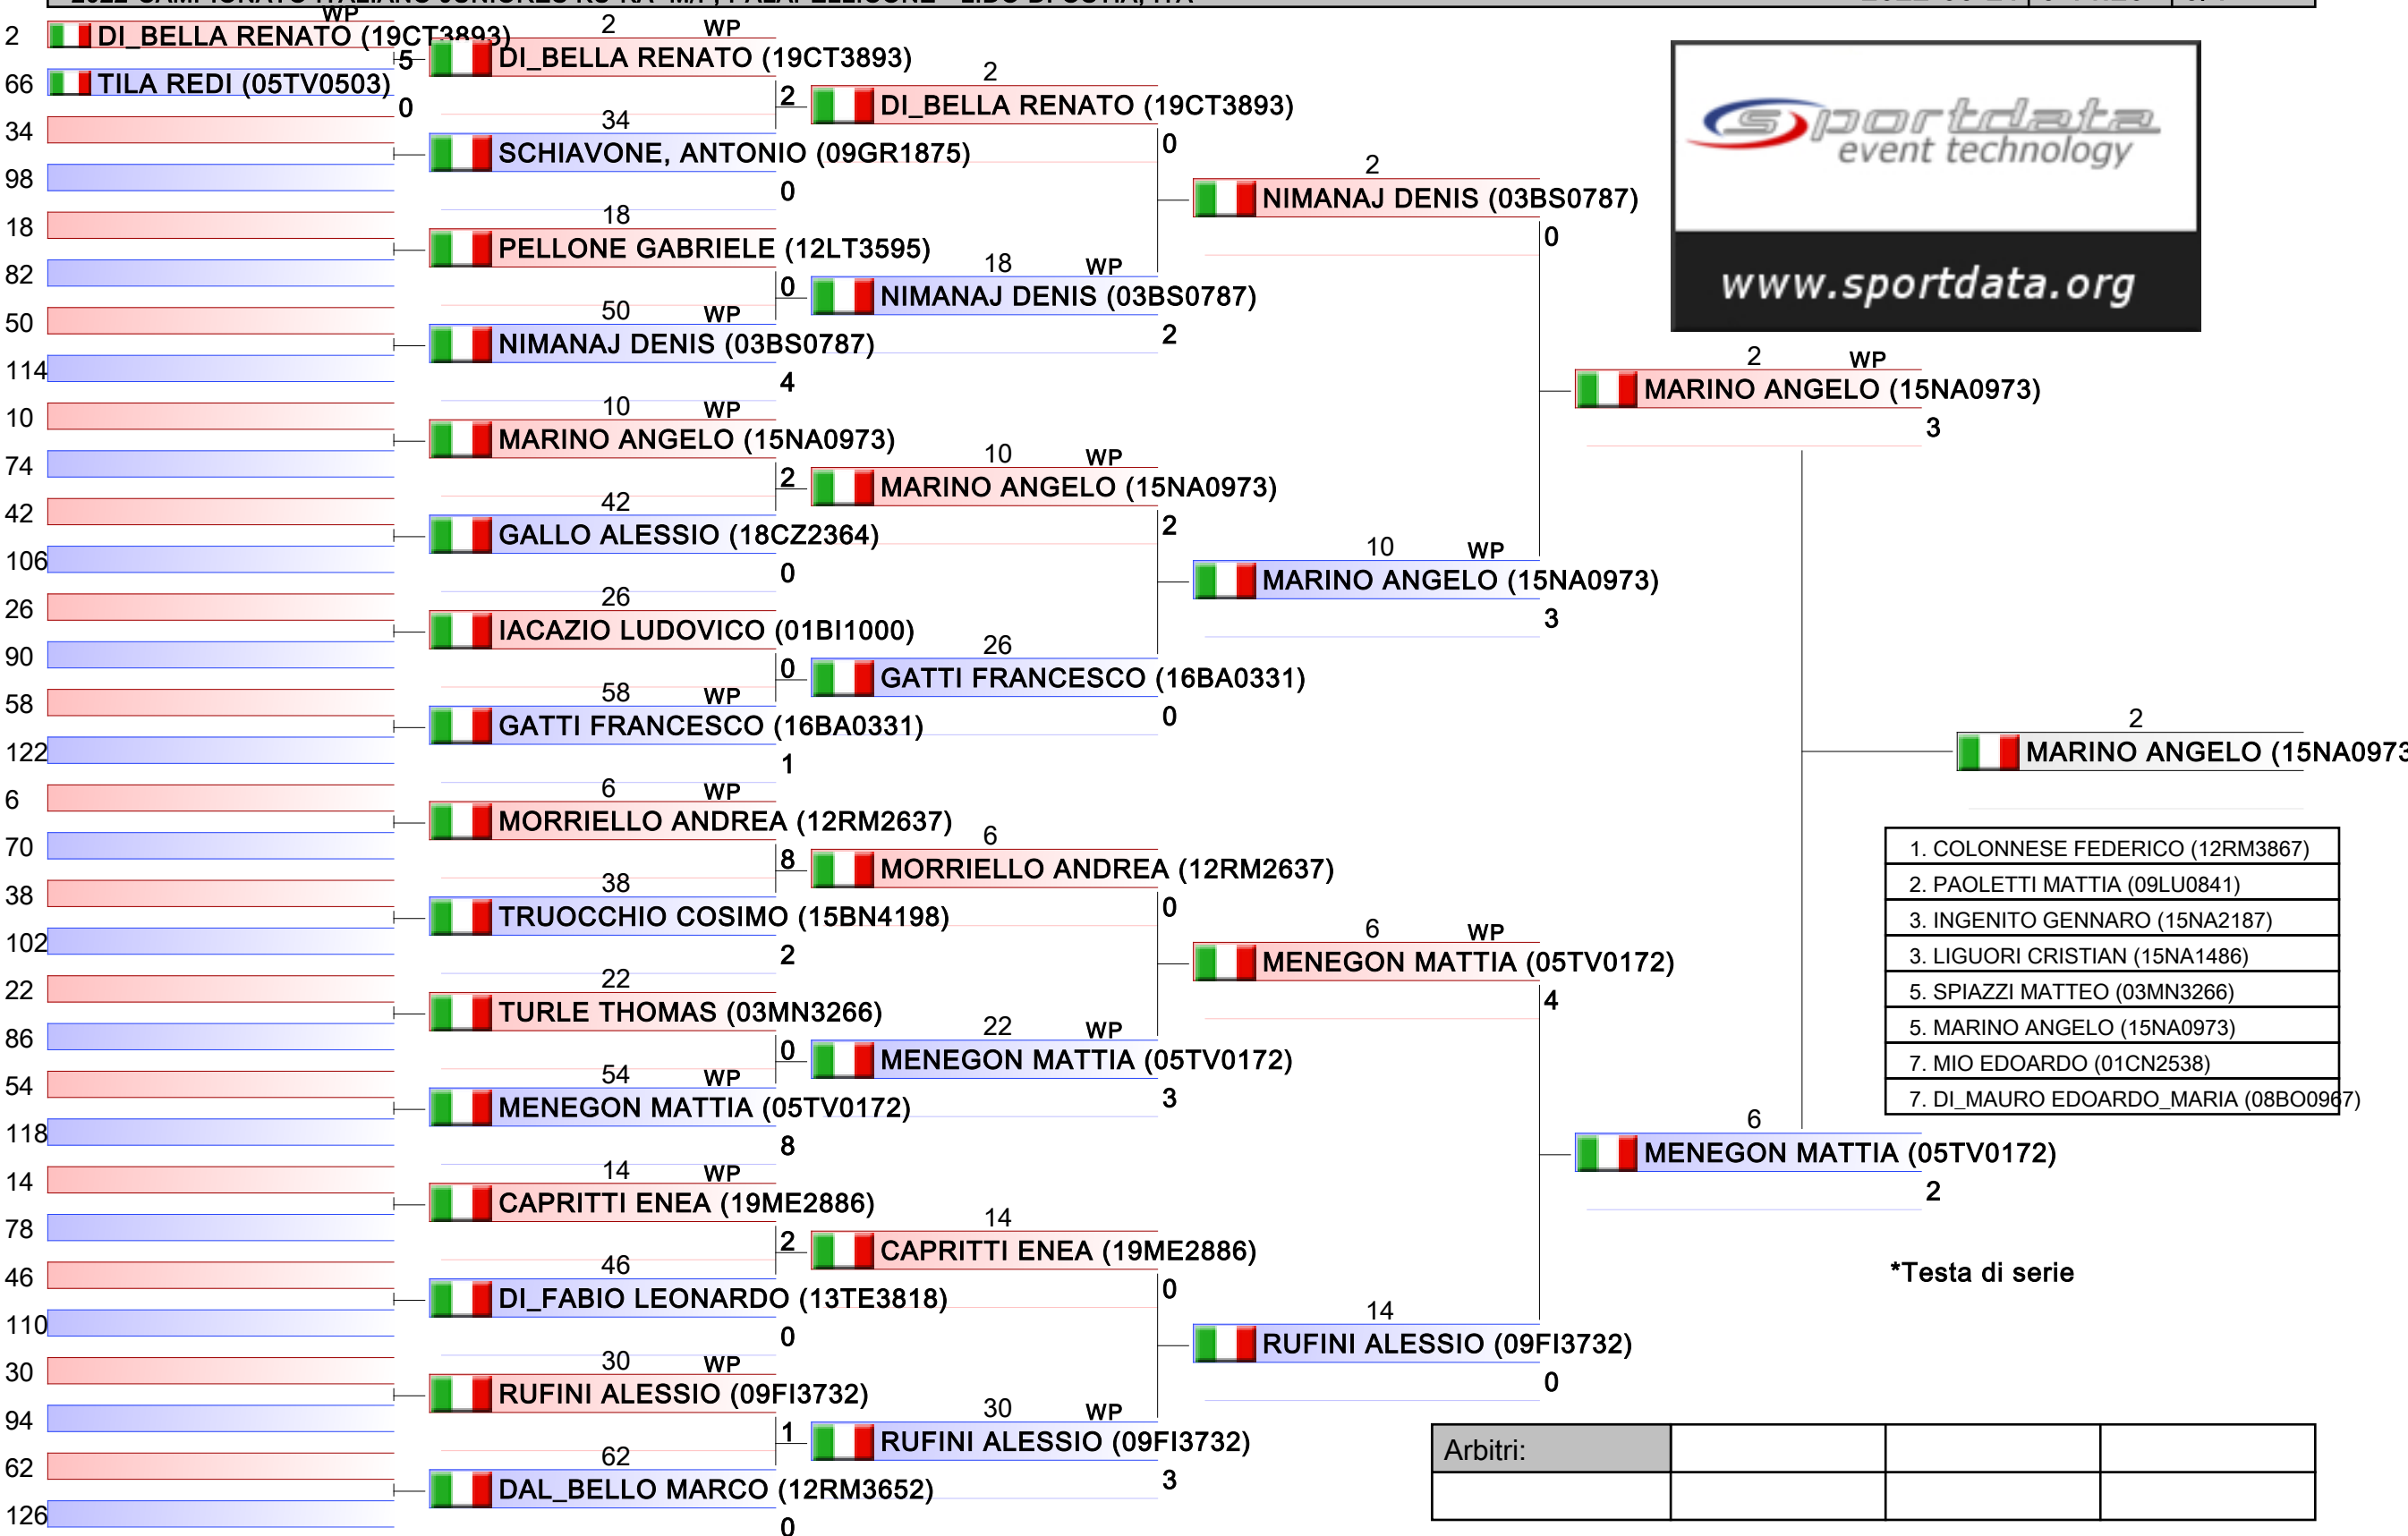 2
DI_BELLA RENATO (19CT3893)
WP
5
66
TILA REDI (05TV0503)
0
34
98
18
82
50
114
10
74
42
106
26
90
58
122
6
70
38
102
22
86
54
118
14
78
46
110
30
94
62
126
2 WP
DI_BELLA RENATO (19CT3893)
2
34
SCHIAVONE, ANTONIO (09GR1875)
0
18
PELLONE GABRIELE (12LT3595)
0
50 WP
NIMANAJ DENIS (03BS0787)
4
10 WP
MARINO ANGELO (15NA0973)
2
42
GALLO ALESSIO (18CZ2364)
0
26
IACAZIO LUDOVICO (01BI1000)
0
58 WP
GATTI FRANCESCO (16BA0331)
1
6 WP
MORRIELLO ANDREA (12RM2637)
8
38
TRUOCCHIO COSIMO (15BN4198)
2
22
TURLE THOMAS (03MN3266)
0
54 WP
MENEGON MATTIA (05TV0172)
8
14 WP
CAPRITTI ENEA (19ME2886)
2
46
DI_FABIO LEONARDO (13TE3818)
0
30 WP
RUFINI ALESSIO (09FI3732)
1
62
DAL_BELLO MARCO (12RM3652)
0
2
DI_BELLA RENATO (19CT3893)
0
18 WP
NIMANAJ DENIS (03BS0787)
2
10 WP
MARINO ANGELO (15NA0973)
2
26
GATTI FRANCESCO (16BA0331)
0
6
MORRIELLO ANDREA (12RM2637)
0
22 WP
MENEGON MATTIA (05TV0172)
3
14
CAPRITTI ENEA (19ME2886)
0
30 WP
RUFINI ALESSIO (09FI3732)
3
2
NIMANAJ DENIS (03BS0787)
0
10 WP
MARINO ANGELO (15NA0973)
3
6 WP
MENEGON MATTIA (05TV0172)
4
14
RUFINI ALESSIO (09FI3732)
0
sportdata
event technology
www.sportdata.org
2 WP
MARINO ANGELO (15NA0973)
3
6
MENEGON MATTIA (05TV0172)
2
2
MARINO ANGELO (15NA0973
1. COLONNESE FEDERICO (12RM3867)
2. PAOLETTI MATTIA (09LU0841)
3. INGENITO GENNARO (15NA2187)
3. LIGUORI CRISTIAN (15NA1486)
5. SPIAZZI MATTEO (03MN3266)
5. MARINO ANGELO (15NA0973)
7. MIO EDOARDO (01CN2538)
7. DI_MAURO EDOARDO_MARIA (08BO0967)
*Testa di serie
Arbitri: